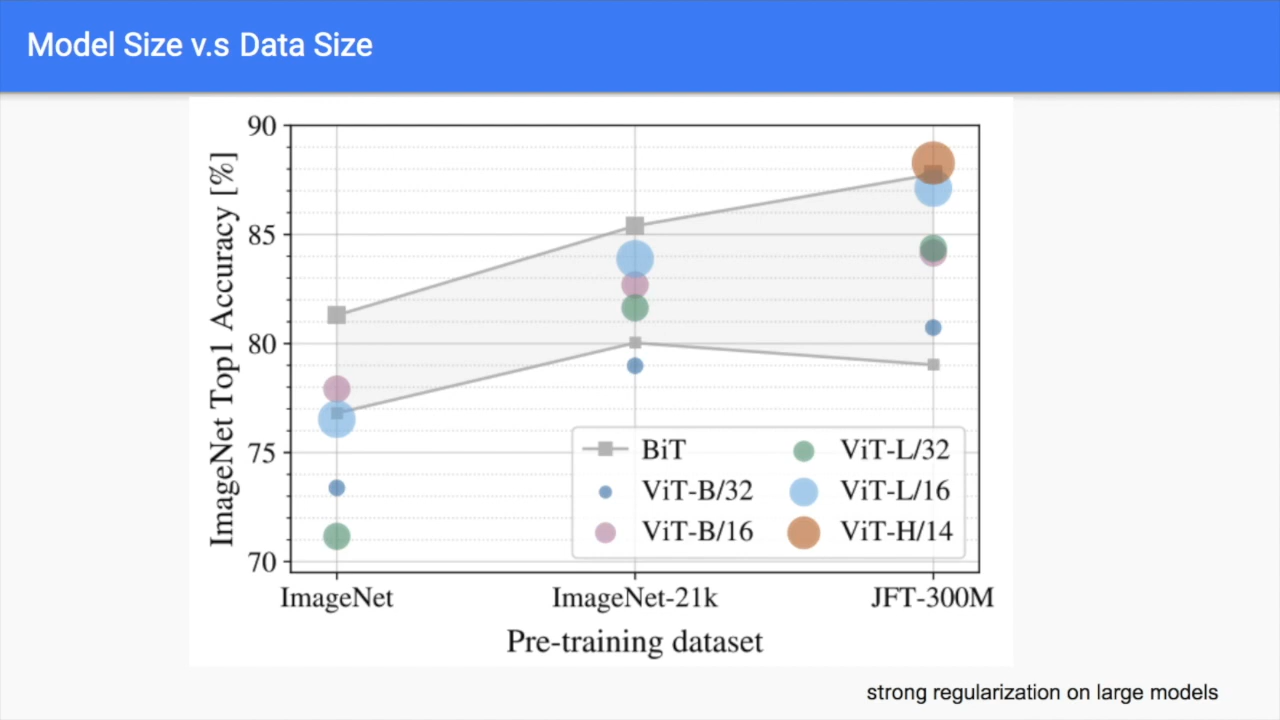 Model Size v.s Data Size
90
85
80
75
70
ImageNet Top1 Accuracy [%]
BiT
ViT-B/32
ViT-B/16
ViT-L/32
ViT-L/16
ViT-H/14
ImageNet
ImageNet-21k
JFT-300M
Pre-training dataset
strong regularization on large models